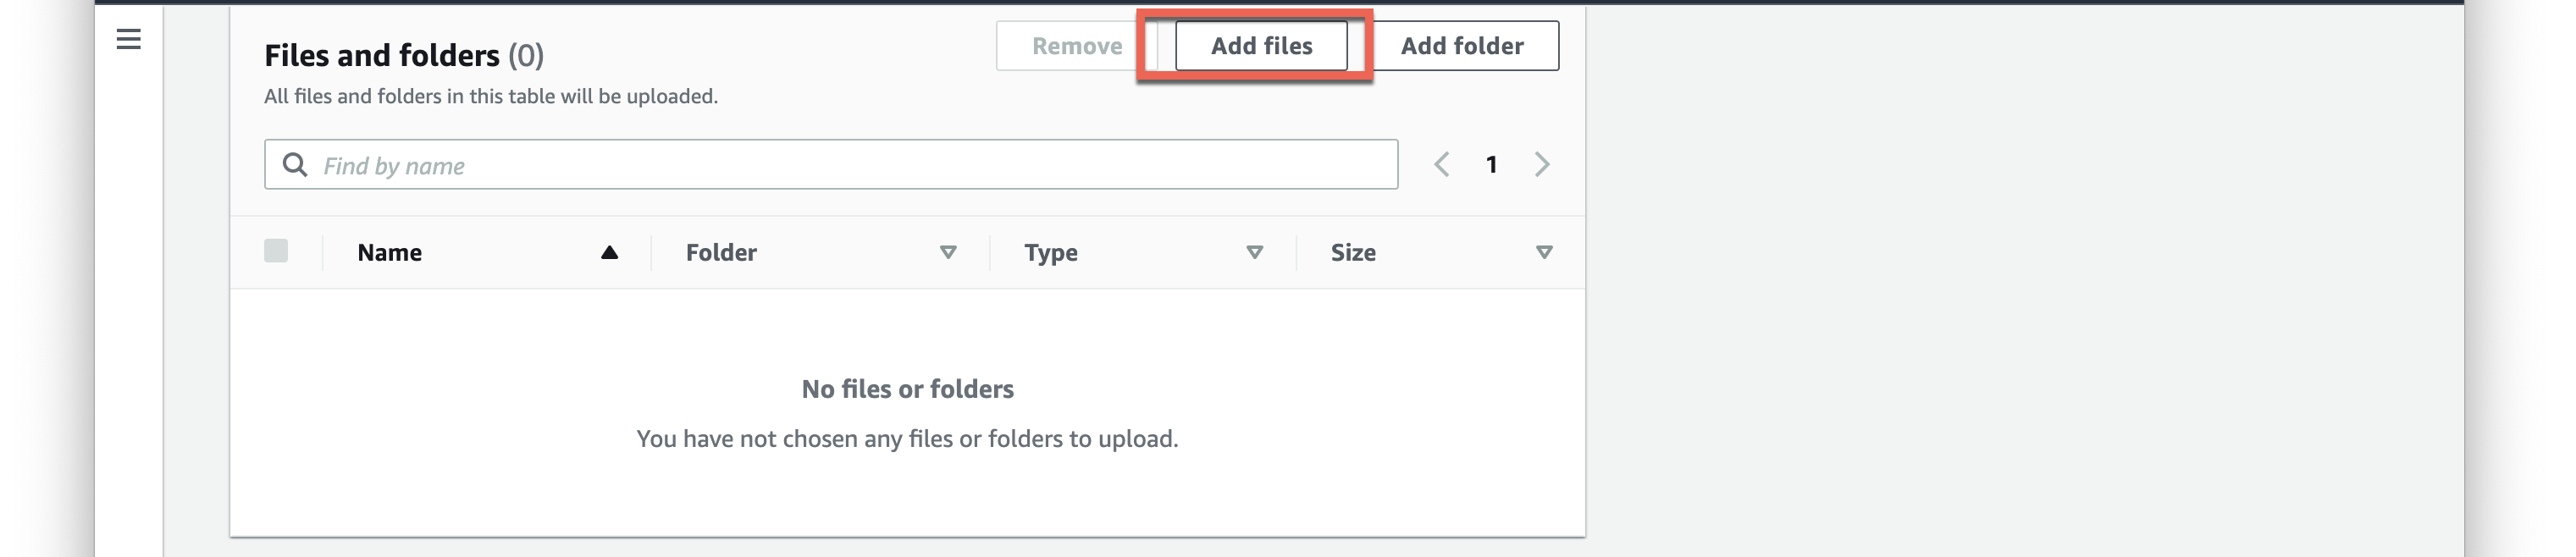 Files and folders (0)
Remove
Add files
Add folder
All files and folders in this table will be uploaded.
Find by name
1
Name
Folder
Type
Size
No files or folders
You have not chosen any files or folders to upload.